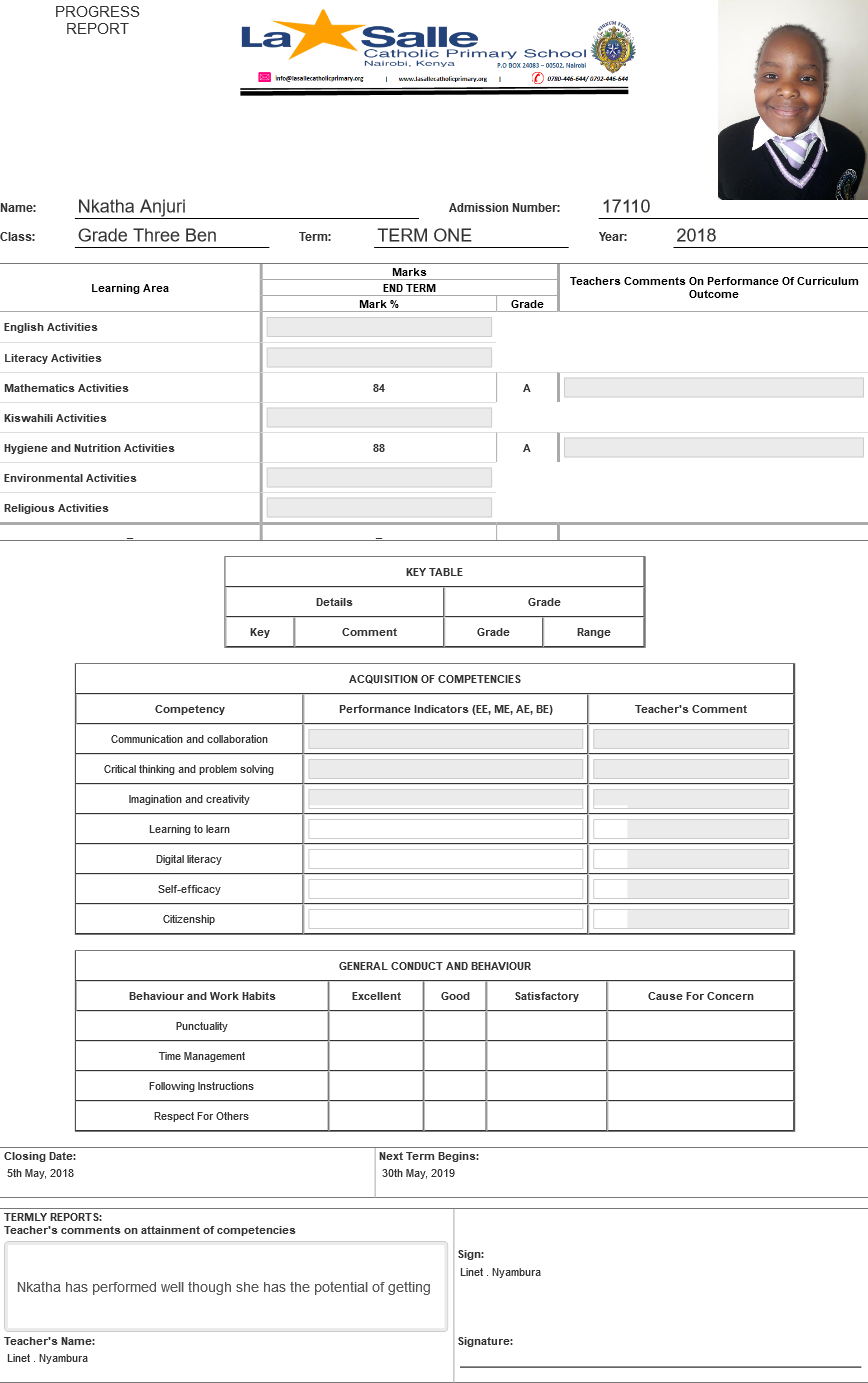 PROGRESS
REPORT
La Salle
Catholic Primary School
Nairobi, Kenya
P.O BOX 24083 – 00502, Nairobi
info@lasallecatholicprimary.org | www.lasallecatholicprimary.org | 0780-446-644/ 0792-446-644
Name: Nkatha Anjuri Admission Number: 17110
Class: Grade Three Ben Term: TERM ONE Year: 2018
Learning Area Marks Teachers Comments On Performance Of Curriculum Outcome
END TERM
Mark % Grade
English Activities
Literacy Activities
Mathematics Activities 84 A
Kiswahili Activities
Hygiene and Nutrition Activities 88 A
Environmental Activities
Religious Activities
KEY TABLE
Details Grade
Key Comment Grade Range
ACQUISITION OF COMPETENCIES
Competency Performance Indicators (EE, ME, AE, BE) Teacher's Comment
Communication and collaboration
Critical thinking and problem solving
Imagination and creativity
Learning to learn
Digital literacy
Self-efficacy
Citizenship
GENERAL CONDUCT AND BEHAVIOUR
Behaviour and Work Habits Excellent Good Satisfactory Cause For Concern
Punctuality
Time Management
Following Instructions
Respect For Others
Closing Date: Next Term Begins:
5th May, 2018 30th May, 2019
TERMLY REPORTS:
Teacher's comments on attainment of competencies
Sign:
Linet . Nyambura
Nkatha has performed well though she has the potential of getting
Teacher's Name: Signature:
Linet . Nyambura